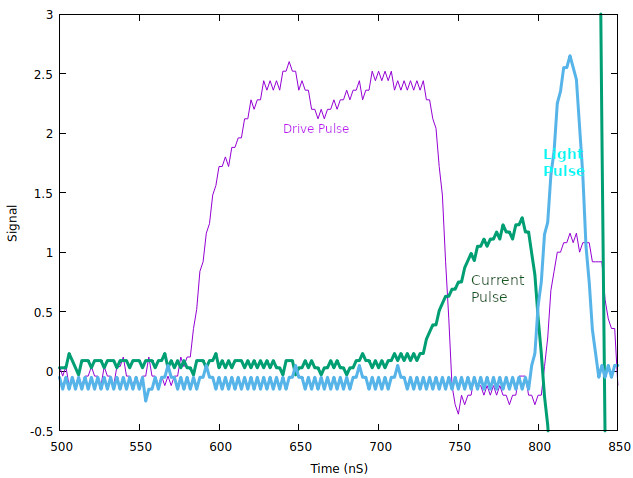 3
2.5
2
1.5
1
0.5
0
-0.5
Signal
Drive Pulse
Light
Pulse
Current
Pulse
500 550 600 650 700 750 800 850
Time (nS)